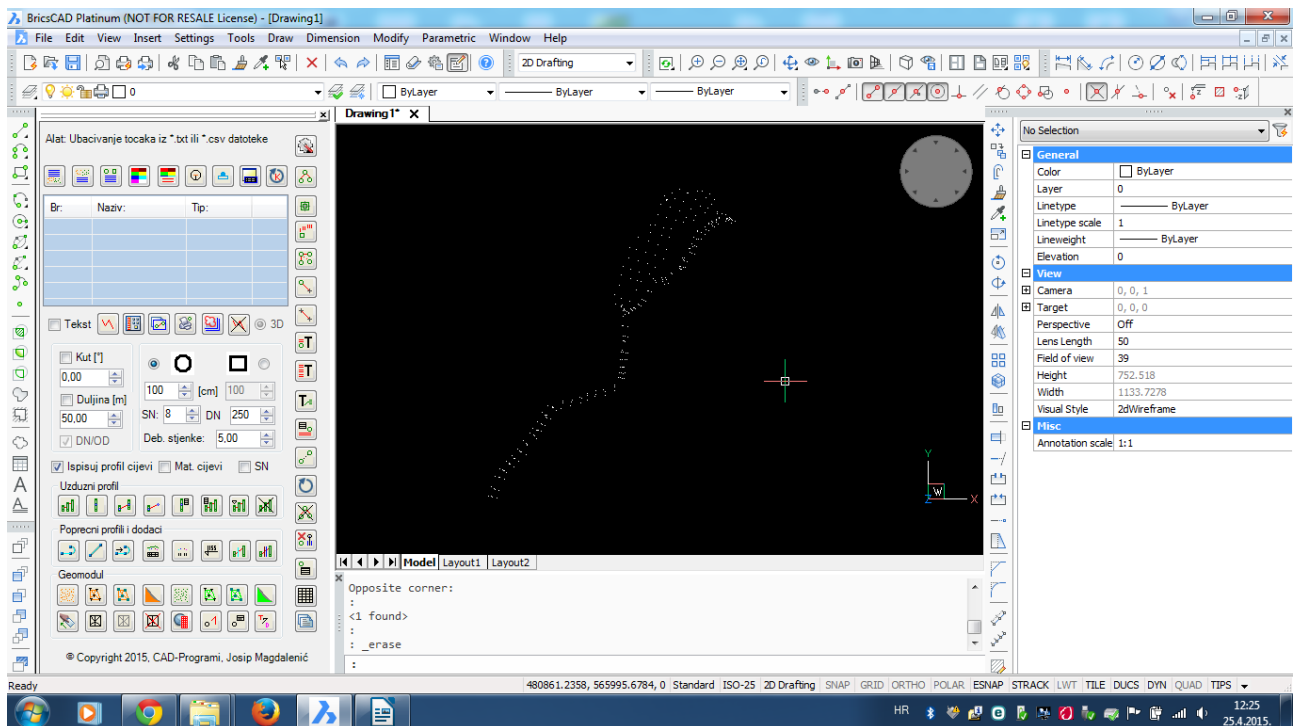 BricsCAD Platinum (NOT FOR RESALE License) - [Drawing1]
File Edit View Insert Settings Tools Draw Dimension Modify Parametric Window Help
2D Drafting
0 ByLayer ByLayer ByLayer
Drawing1* X
Alat: Ubacivanje tocaka iz *.txt ili *.csv datoteke
Br: Naziv: Tip:
Tekst 3D
Kut [°]
0,00
Duljina [m]
50,00
DN/OD
100 [cm] 100
SN: 8 DN 250
Deb. stjenke: 5,00
Ispisuj profil cijevi Mat. cijevi SN
Uzduzni profil
Poprecni profili i dodaci
Geomodul
© Copyright 2015, CAD-Programi, Josip Magdalenić
Y
W
Z X
Model Layout1 Layout2
Opposite corner:
:
<1 found>
:
: _erase
:
No Selection
General
Color ByLayer
Layer 0
Linetype ByLayer
Linetype scale 1
Lineweight ByLayer
Elevation 0
View
Camera 0, 0, 1
Target 0, 0, 0
Perspective Off
Lens Length 50
Field of view 39
Height 752.518
Width 1133.7278
Visual Style 2dWireframe
Misc
Annotation scale 1:1
Ready 480861.2358, 565995.6784, 0 Standard ISO-25 2D Drafting SNAP GRID ORTHO POLAR ESNAP STRACK LWT TILE DUCS DYN QUAD TIPS
HR 12:25
25.4.2015.